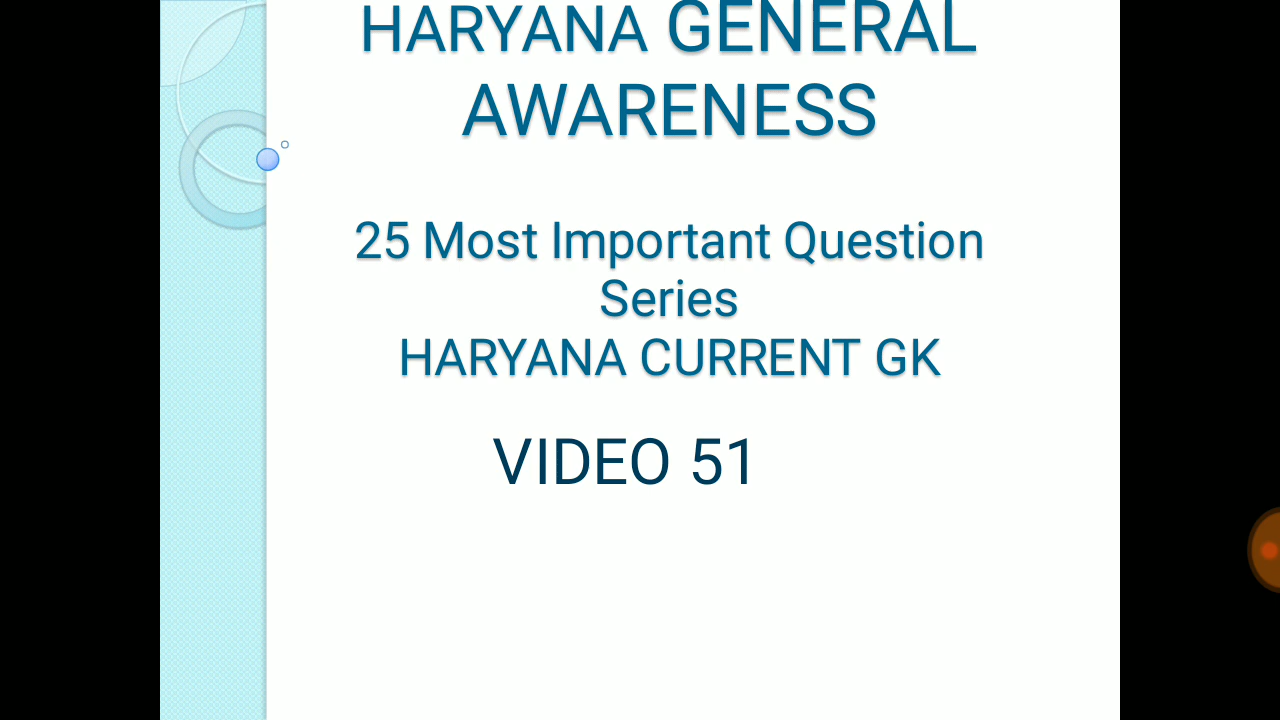 HARYANA GENERAL
AWARENESS
25 Most Important Question
Series
HARYANA CURRENT GK
VIDEO 51